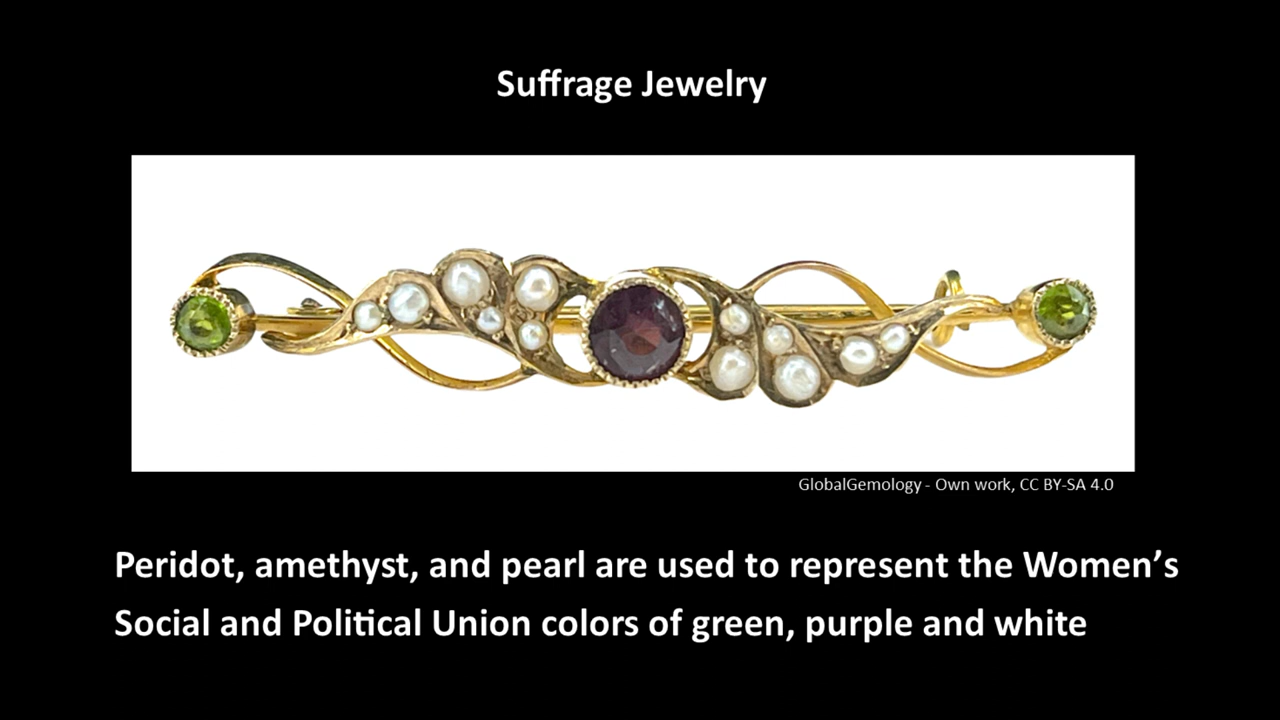 Suffrage Jewelry
GlobalGemology - Own work, CC BY-SA 4.0
Peridot, amethyst, and pearl are used to represent the Women’s
Social and Political Union colors of green, purple and white